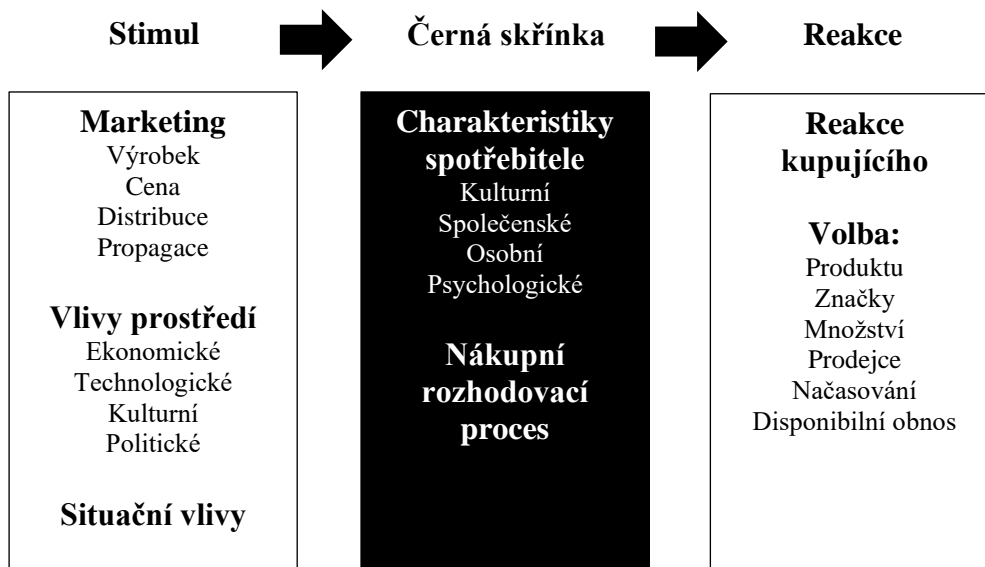 Stimul
Černá skřínka
Reakce
Marketing
Výrobek
Cena
Distribuce
Propagace
Vlivy prostředí
Ekonomické
Technologické
Kulturní
Politické
Situační vlivy
Charakteristiky
spotřebitele
Kulturní
Společenské
Osobní
Psychologické
Nákupní
rozhodovací
proces
Reakce
kupujícího
Volba:
Produktu
Značky
Množství
Prodejce
Načasování
Disponibilní obnos